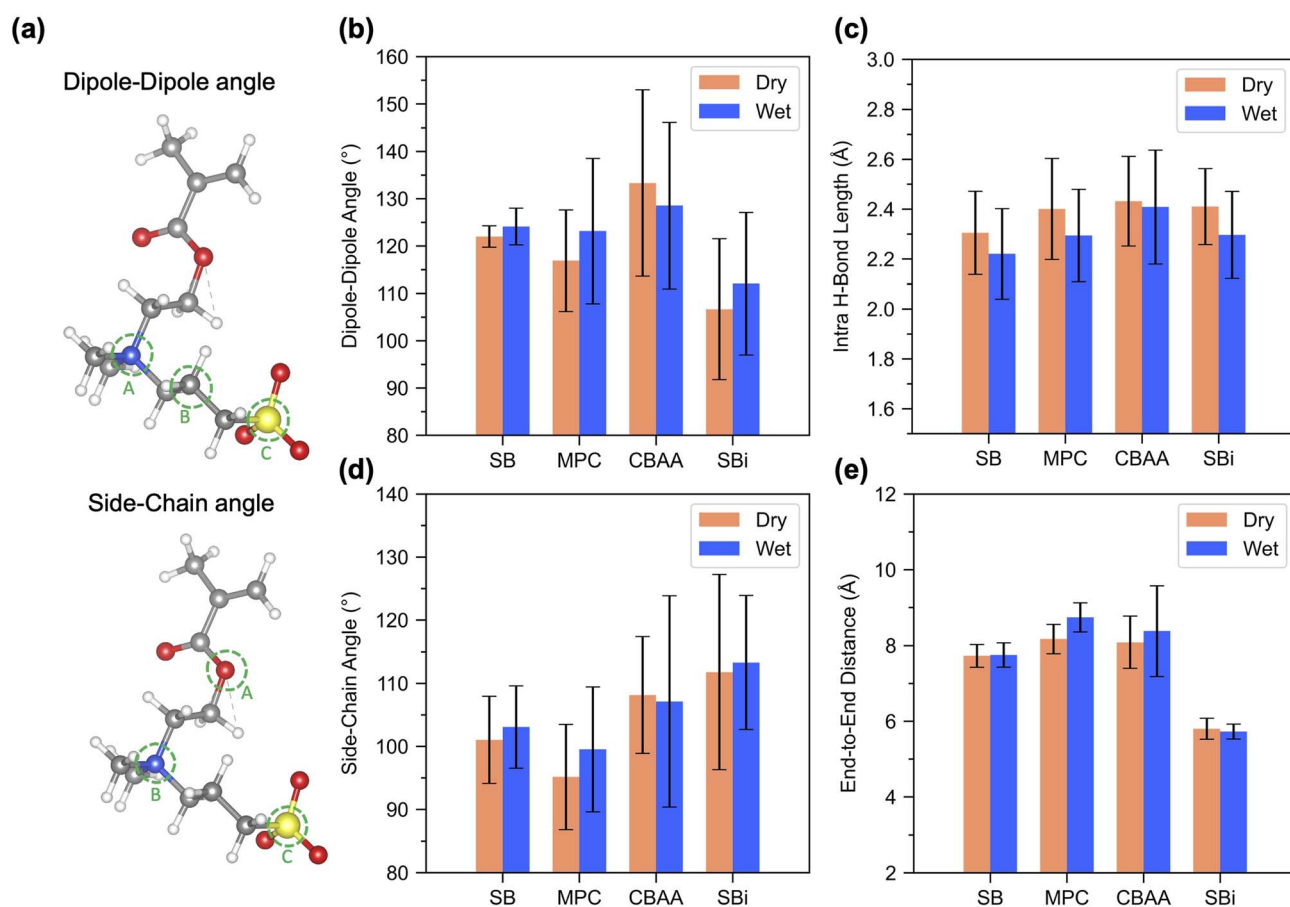 (a)
Dipole-Dipole angle
A
B
C
Side-Chain angle
A
B
C
(b)
160
150
140
130
120
110
100
90
80
Dipole-Dipole Angle (°)
Dry
Wet
SB
MPC
CBAA
SBi
(c)
3.0
2.8
2.6
2.4
2.2
2.0
1.8
1.6
Intra H-Bond Length (Å)
Dry
Wet
SB
MPC
CBAA
SBi
(d)
140
130
120
110
100
90
80
Side-Chain Angle (°)
Dry
Wet
SB
MPC
CBAA
SBi
(e)
12
10
8
6
4
2
End-to-End Distance (Å)
Dry
Wet
SB
MPC
CBAA
SBi